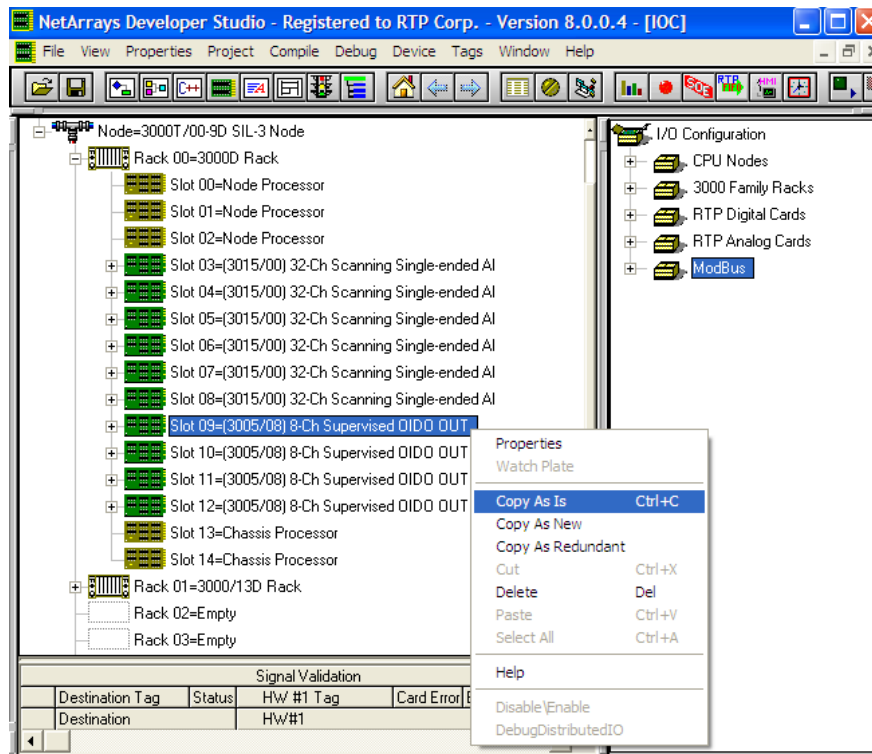 NetArrays Developer Studio - Registered to RTP Corp. - Version 8.0.0.4 - [IOC]
File View Properties Project Compile Debug Device Tags Window Help
C++ SOE RTP HMI
Node=3000T/00-9D SIL-3 Node
Rack 00=3000D Rack
Slot 00=Node Processor
Slot 01=Node Processor
Slot 02=Node Processor
Slot 03=(3015/00) 32-Ch Scanning Single-ended AI
Slot 04=(3015/00) 32-Ch Scanning Single-ended AI
Slot 05=(3015/00) 32-Ch Scanning Single-ended AI
Slot 06=(3015/00) 32-Ch Scanning Single-ended AI
Slot 07=(3015/00) 32-Ch Scanning Single-ended AI
Slot 08=(3015/00) 32-Ch Scanning Single-ended AI
Slot 09=(3005/08) 8-Ch Supervised OIDO OUT
Slot 10=(3005/08) 8-Ch Supervised OIDO OUT
Slot 11=(3005/08) 8-Ch Supervised OIDO OUT
Slot 12=(3005/08) 8-Ch Supervised OIDO OUT
Slot 13=Chassis Processor
Slot 14=Chassis Processor
Rack 01=3000/13D Rack
Rack 02=Empty
Rack 03=Empty
I/O Configuration
CPU Nodes
3000 Family Racks
RTP Digital Cards
RTP Analog Cards
ModBus
Properties
Watch Plate
Copy As Is Ctrl+C
Copy As New
Copy As Redundant
Cut Ctrl+X
Delete Del
Paste Ctrl+V
Select All Ctrl+A
Help
Disable\Enable
DebugDistributedIO
Signal Validation
Destination Tag Status HW #1 Tag Card Error
Destination HW#1